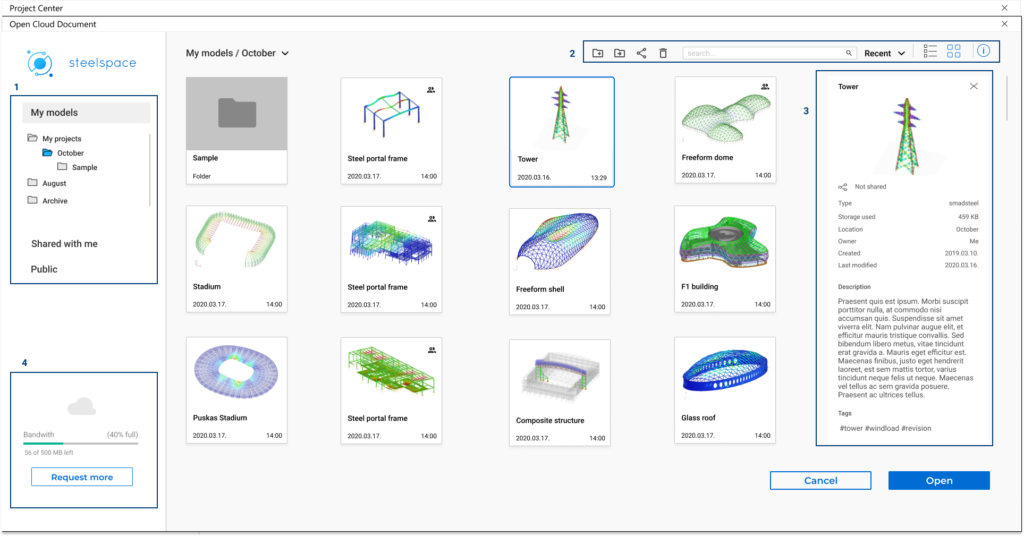 Project Center
Open Cloud Document
steelspace
1
My models
My projects
October
Sample
August
Archive
Shared with me
Public
4
Bandwith (40% full)
56 of 500 MB left
Request more
My models / October
2
search...
Recent
Sample
Folder
Steel portal frame
2020.03.17. 14:00
Tower
2020.03.16. 13:29
Freeform dome
2020.03.17. 14:00
Stadium
2020.03.17. 14:00
Steel portal frame
2020.03.17. 14:00
Freeform shell
2020.03.17. 14:00
F1 building
2020.03.17. 14:00
Puskas Stadium
2020.03.17. 14:00
Steel portal frame
2020.03.17. 14:00
Composite structure
2020.03.17. 14:00
Glass roof
2020.03.17. 14:00
3
Tower
Not shared
Type smadsteel
Storage used 459 KB
Location October
Owner Me
Created 2019.03.10.
Last modified 2020.03.16.
Description
Praesent quis est ipsum. Morbi suscipit
porttitor nulla, at commodo nisi
accumsan quis. Suspendisse sit amet
viverra elit. Nam pulvinar augue elit, et
efficitur mauris tristique convallis. Sed
bibendum libero metus, vitae tincidunt
erat gravida a. Mauris eget efficitur est.
Maecenas finibus, justo eget hendrerit
laoreet, est sem mattis tortor, varius
tincidunt neque felis ut neque. Maecenas
vel tellus ac sem gravida posuere.
Praesent ac ultrices tellus.
Tags
#tower #windload #revision
Cancel
Open